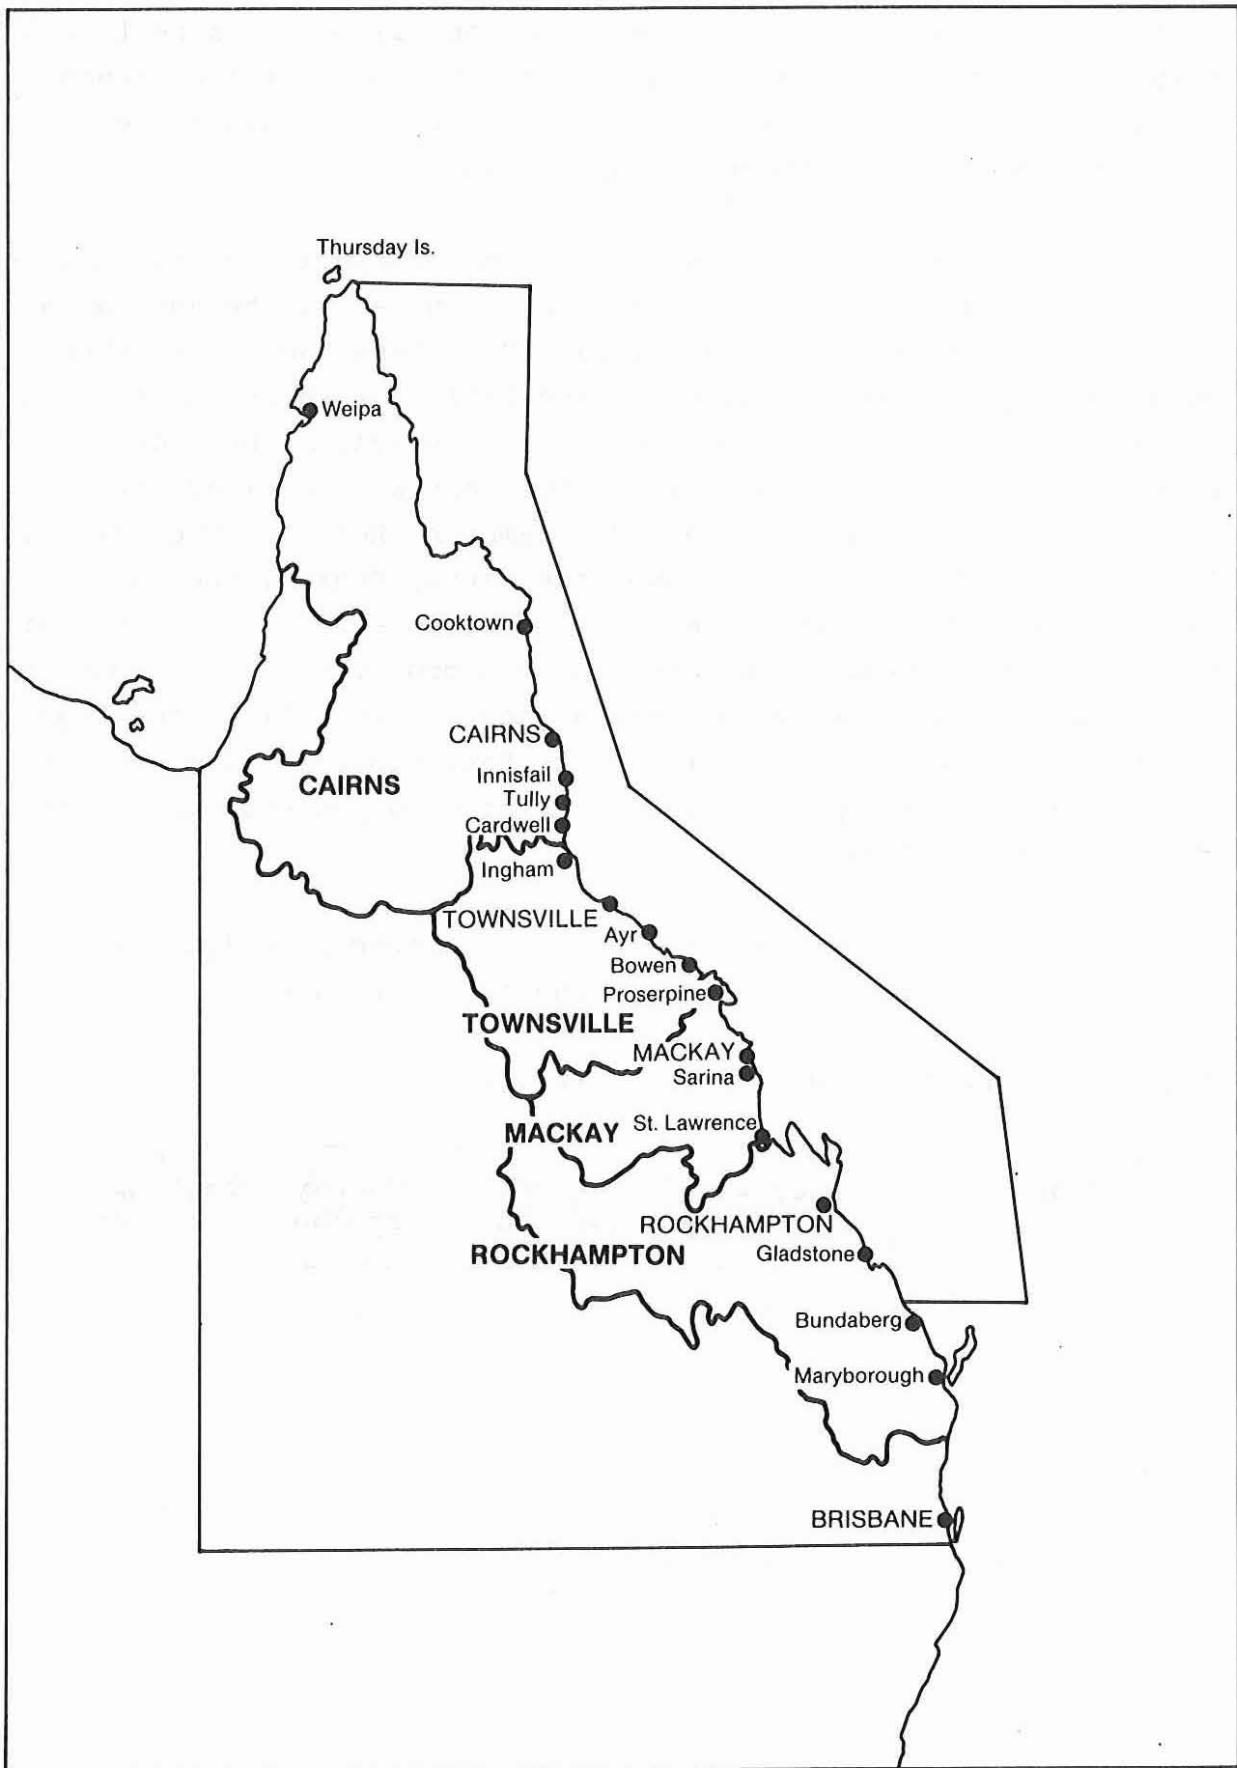 Thursday Is.
Weipa
Cooktown
CAIRNS
Innisfail
CAIRNS
Tully
Cardwell
Ingham
TOWNSVILLE
Ayr
Bowen
Proserpine
TOWNSVILLE
MACKAY
Sarina
St. Lawrence
MACKAY
ROCKHAMPTON
Gladstone
ROCKHAMPTON
Bundaberg
Maryborough
BRISBANE